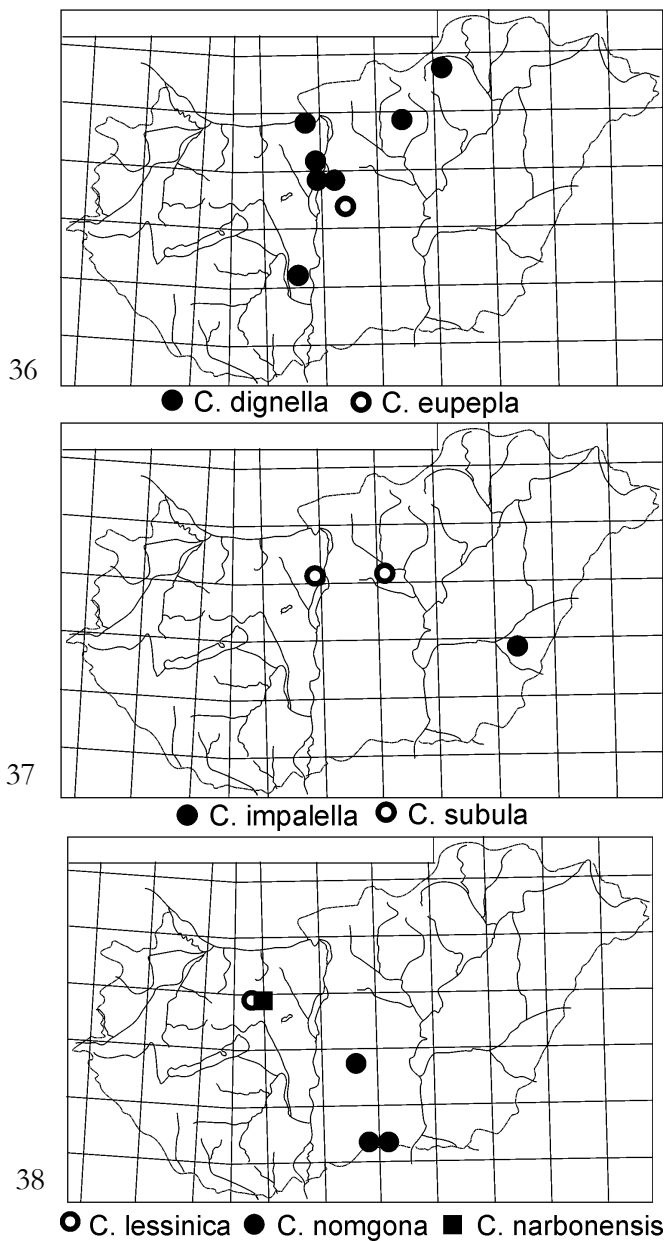 36
C. dignella C. eupepla
37
C. impalella C. subula
38
C. lessinica C. nomgona C. narbonensis